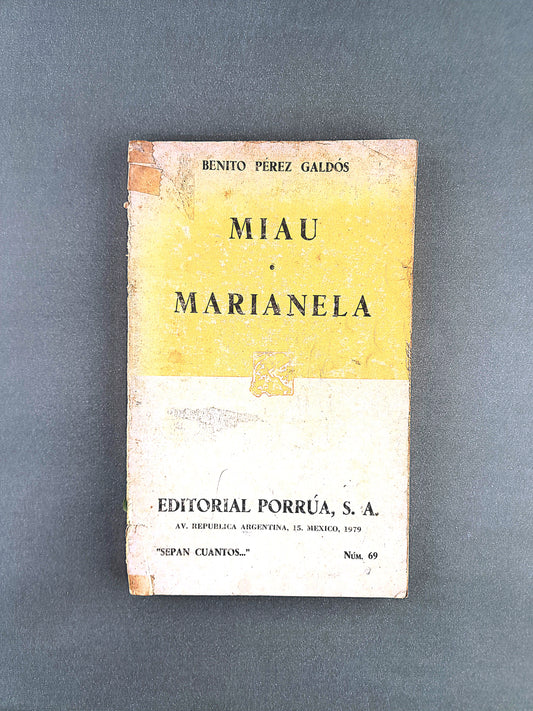 BENITO PÉREZ GALDÓS
MIAU
•
MARIANELA
EDITORIAL PORRÚA, S. A.
AV. REPUBLICA ARGENTINA, 15. MEXICO, 1979
"SEPAN CUANTOS..." NÚM. 69